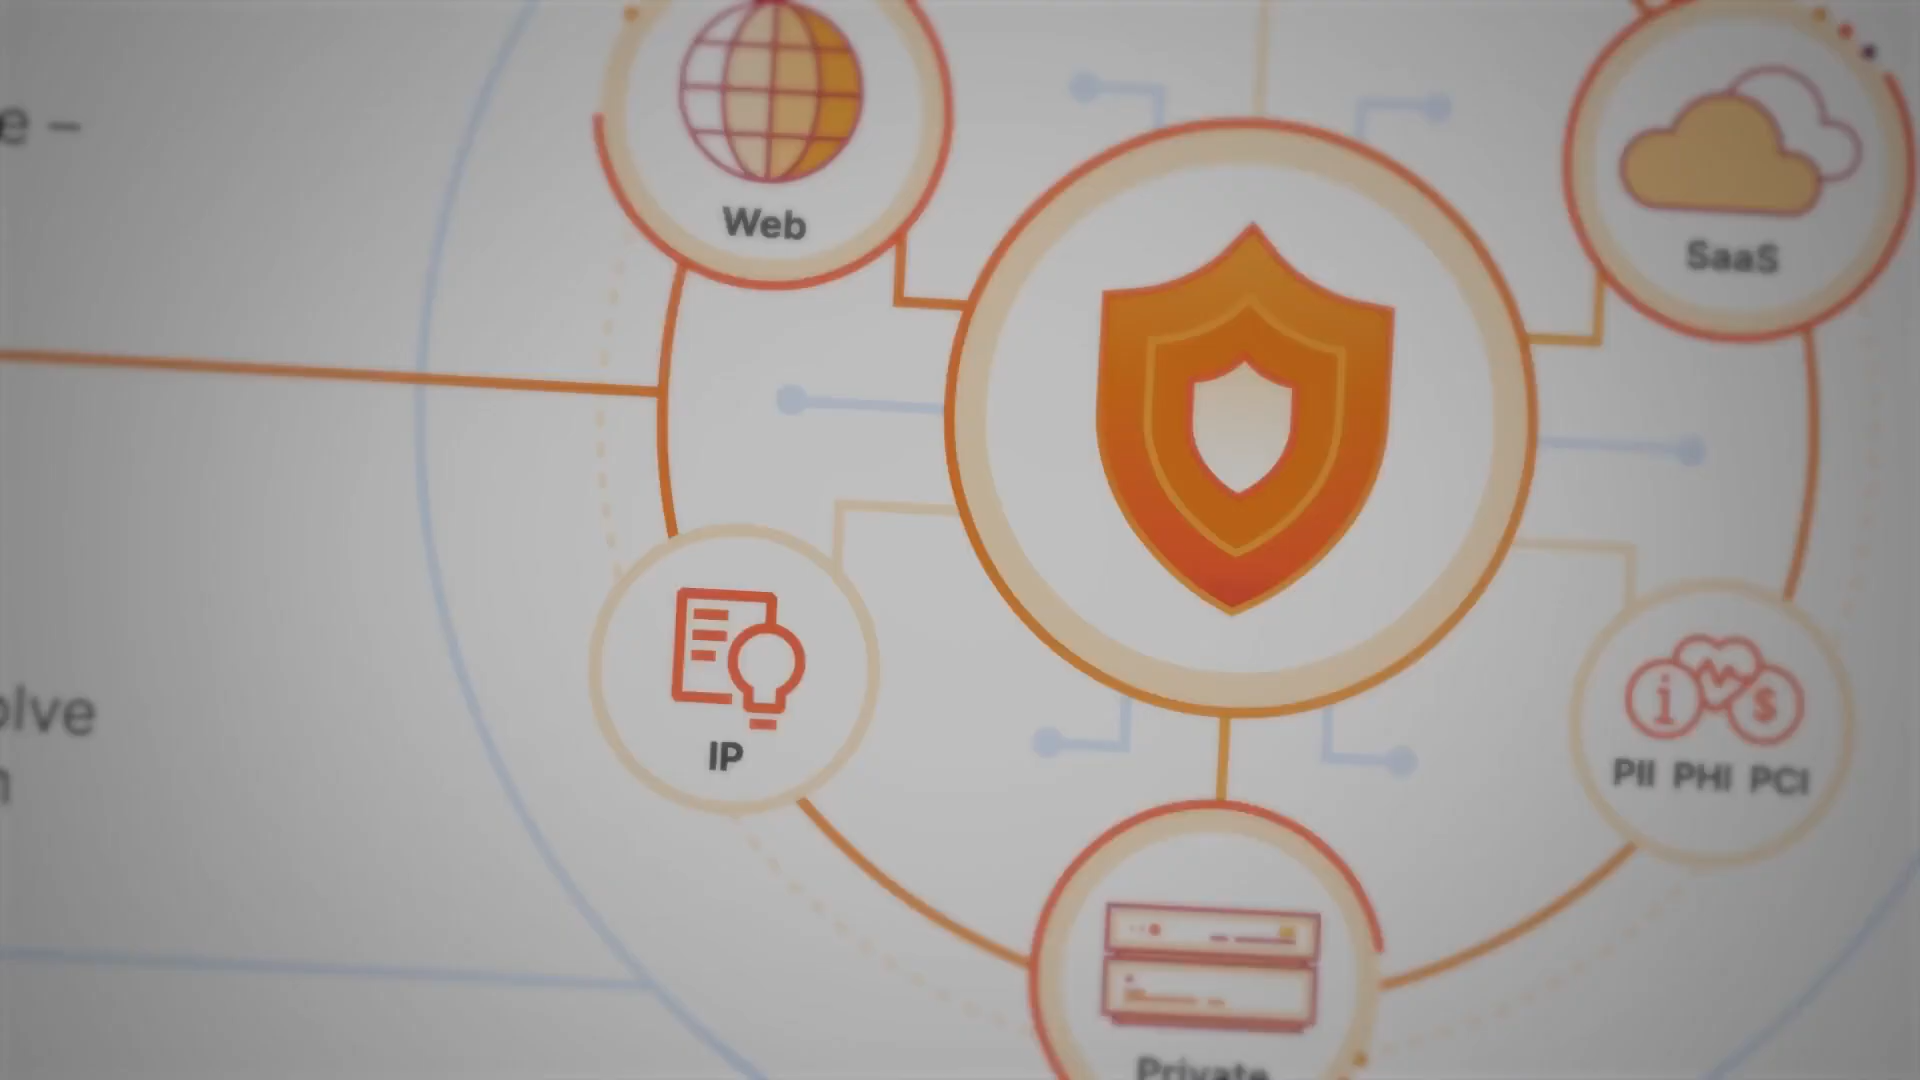 e –
Web
SaaS
olve
IP
PII PHI PCI
Private